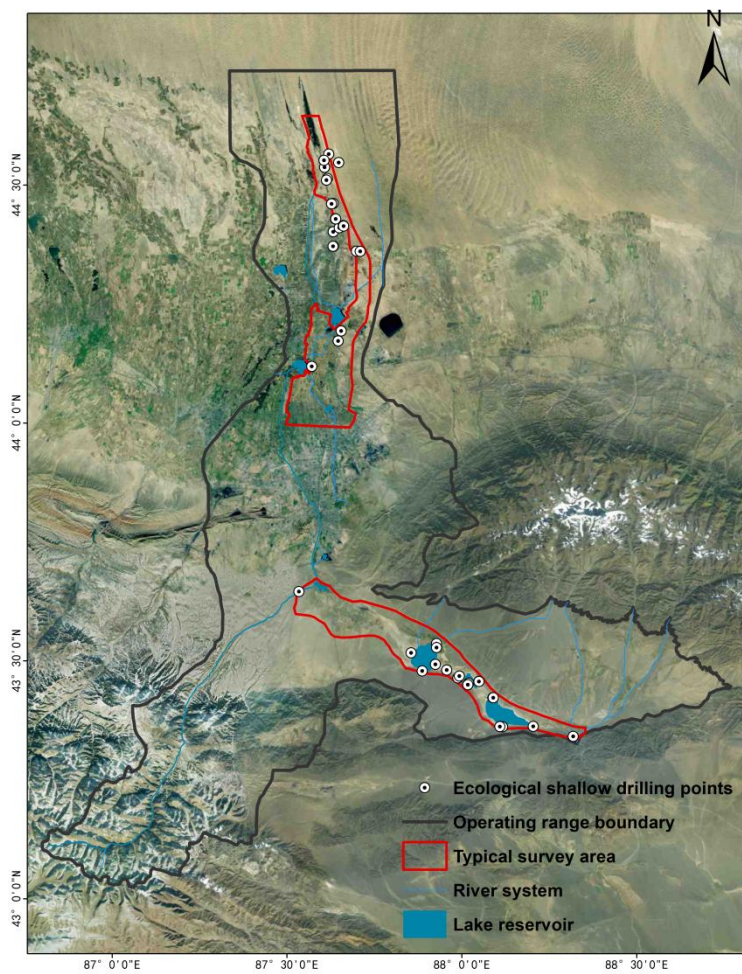 N
44° 30'0"N
44° 0'0"N
43° 30'0"N
43° 0'0"N
Ecological shallow drilling points
Operating range boundary
Typical survey area
River system
Lake reservoir
87° 0'0"E
87° 30'0"E
88° 0'0"E
88° 30'0"E